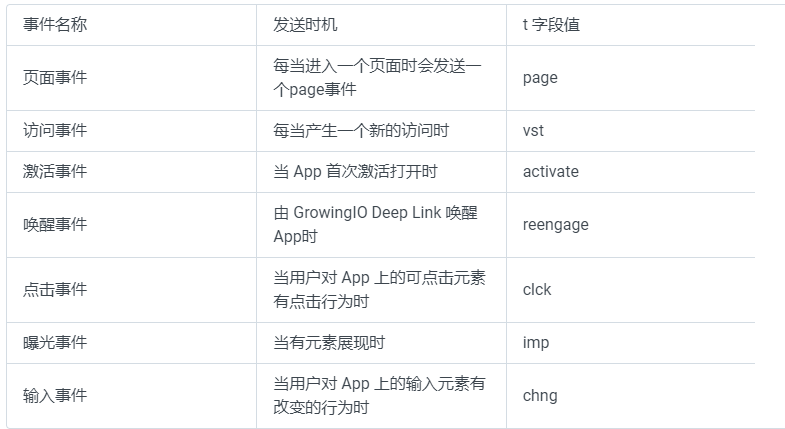 事件名称
发送时机
t 字段值
页面事件
每当进入一个页面时会发送一
个page事件
page
访问事件
每当产生一个新的访问时
vst
激活事件
当 App 首次激活打开时
activate
唤醒事件
由 GrowingIO Deep Link 唤醒
App时
reengage
点击事件
当用户对 App 上的可点击元素
有点击行为时
clck
曝光事件
当有元素展现时
imp
输入事件
当用户对 App 上的输入元素有
改变的行为时
chng